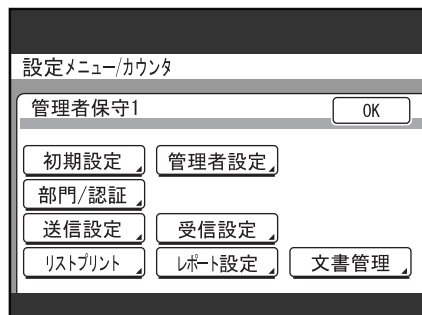 設定メニュー/カウンタ
管理者保守1 OK
初期設定 管理者設定
部門/認証
送信設定 受信設定
リストプリント レポート設定 文書管理